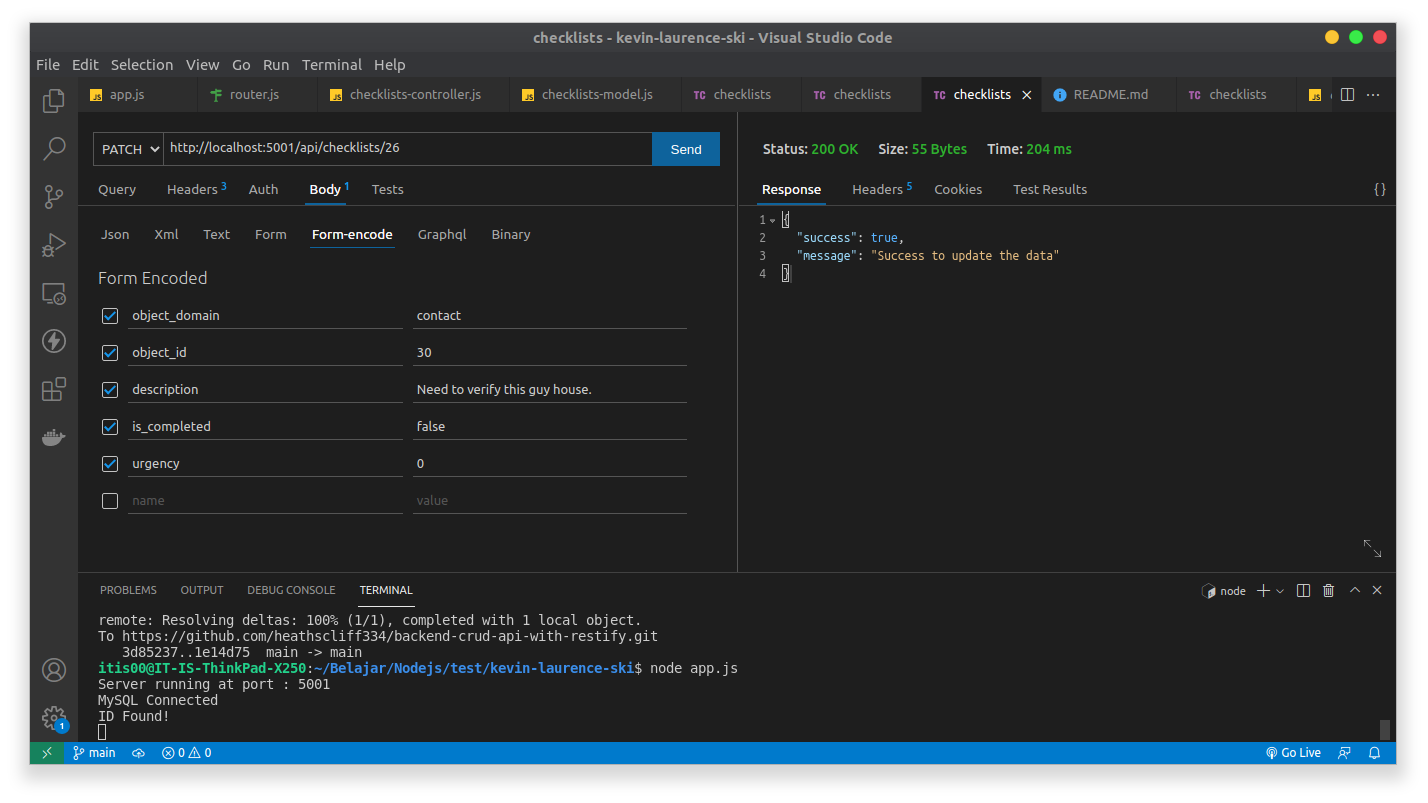 checklists - kevin-laurence-ski - Visual Studio Code
File Edit Selection View Go Run Terminal Help
JS app.js router.js JS checklists-controller.js JS checklists-model.js TC checklists TC checklists TC checklists README.md TC checklists JS
PATCH http://localhost:5001/api/checklists/26 Send
Status: 200 OK Size: 55 Bytes Time: 204 ms
Query Headers 3 Auth Body 1 Tests
Response Headers 5 Cookies Test Results {}
Json Xml Text Form Form-encode Graphql Binary
Form Encoded
object_domain contact
object_id 30
description Need to verify this guy house.
is_completed false
urgency 0
name value
1 {
2 "success": true,
3 "message": "Success to update the data"
4 }
PROBLEMS OUTPUT DEBUG CONSOLE TERMINAL node
remote: Resolving deltas: 100% (1/1), completed with 1 local object.
To https://github.com/heathscliff334/backend-crud-api-with-restify.git
3d85237..1e14d75 main -> main
itis00@IT-IS-ThinkPad-X250:~/Belajar/Nodejs/test/kevin-laurence-ski$ node app.js
Server running at port : 5001
MySQL Connected
ID Found!
1
main 0 0 Go Live